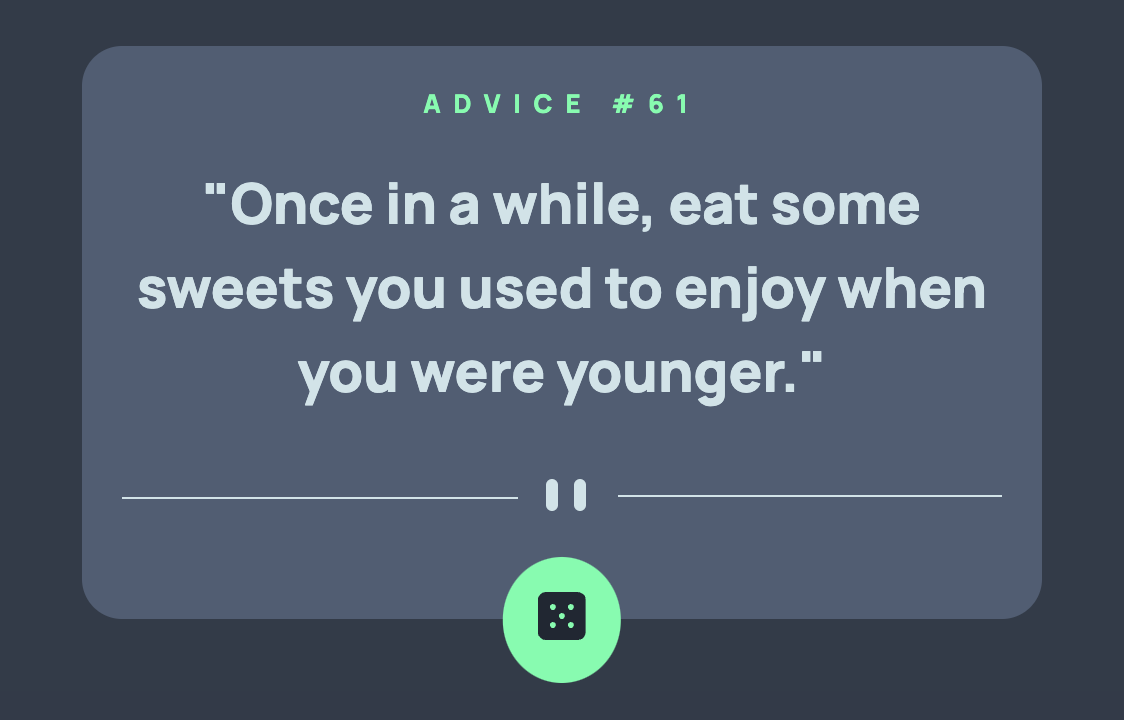 ADVICE #61
"Once in a while, eat some
sweets you used to enjoy when
you were younger."